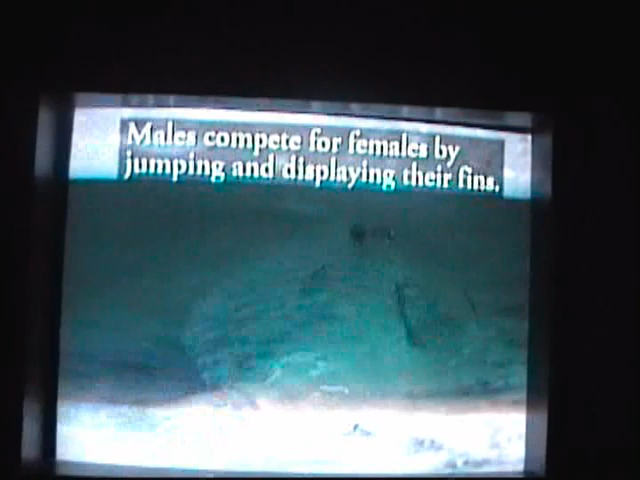 Males compete for females by
jumping and displaying their fins.